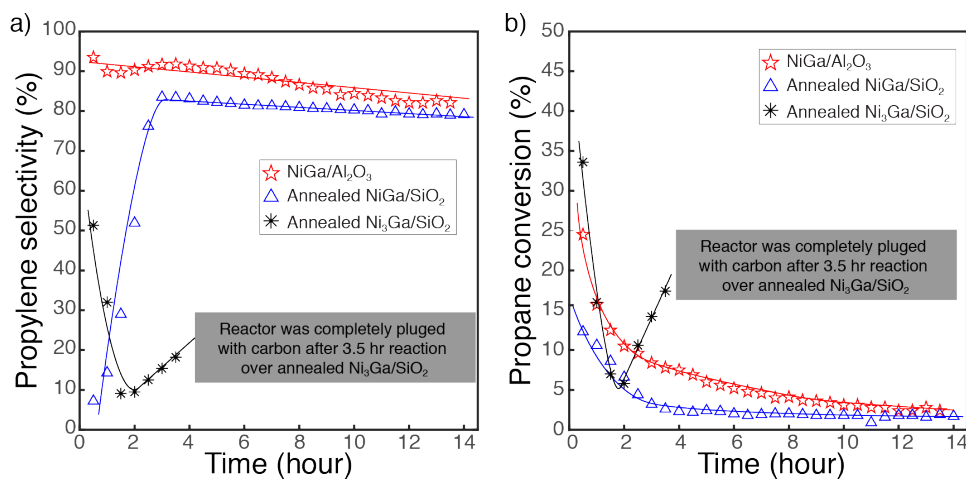 a)
Propylene selectivity (%)
100
90
80
70
60
50
40
30
20
10
0
NiGa/Al₂O₃
Annealed NiGa/SiO₂
Annealed Ni₃Ga/SiO₂
Reactor was completely pluged
with carbon after 3.5 hr reaction
over annealed Ni₃Ga/SiO₂
0 2 4 6 8 10 12 14
Time (hour)
b)
Propane conversion (%)
50
45
40
35
30
25
20
15
10
5
0
NiGa/Al₂O₃
Annealed NiGa/SiO₂
Annealed Ni₃Ga/SiO₂
Reactor was completely pluged
with carbon after 3.5 hr reaction
over annealed Ni₃Ga/SiO₂
0 2 4 6 8 10 12 14
Time (hour)